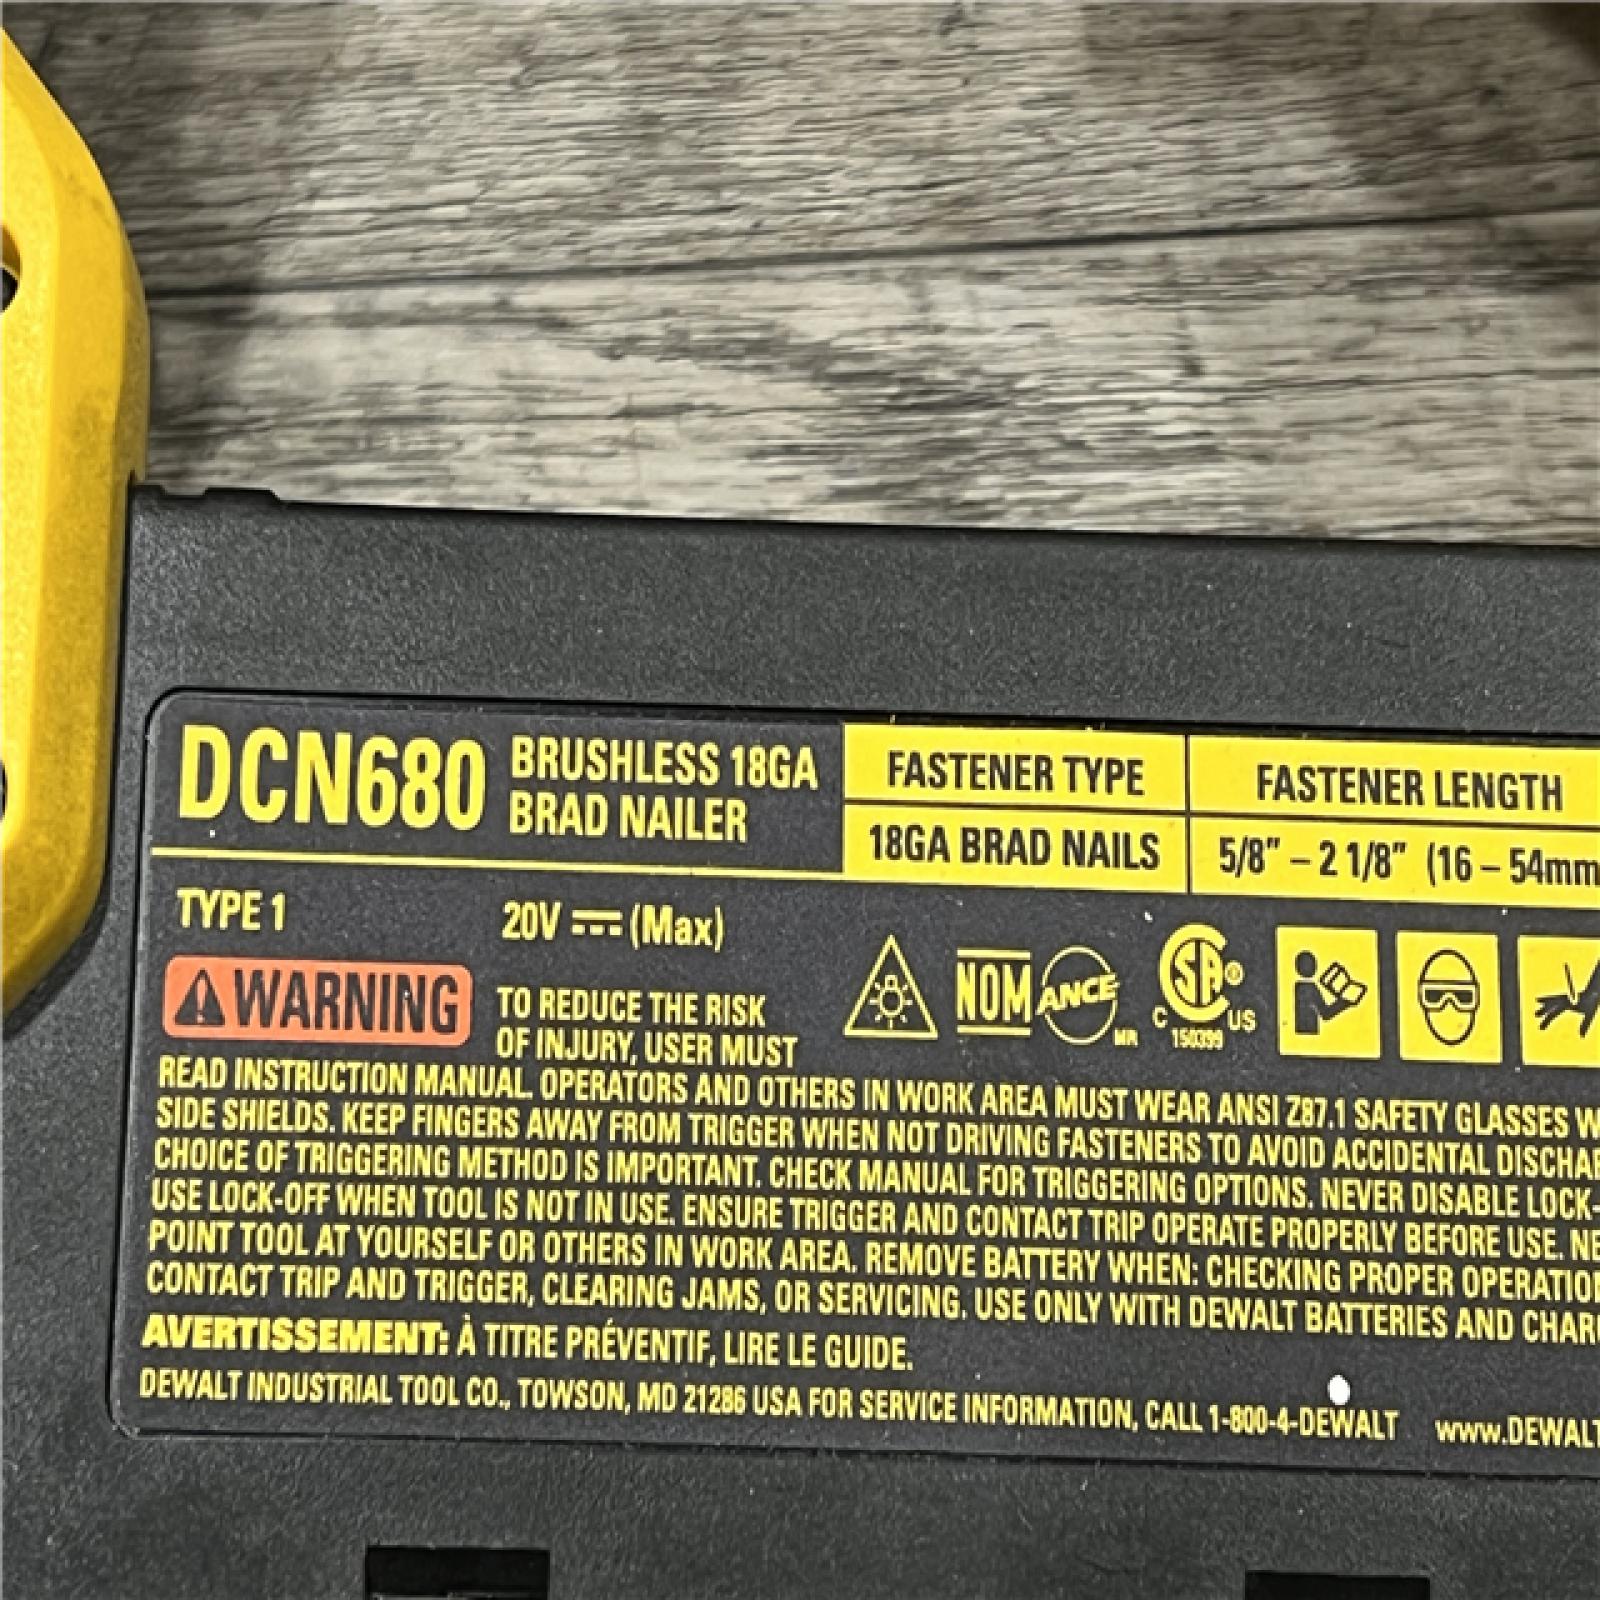 DCN680 BRUSHLESS 18GA
BRAD NAILER
FASTENER TYPE
18GA BRAD NAILS
FASTENER LENGTH
5/8" – 2 1/8" (16 – 54mm
TYPE 1
20V (Max)
WARNING
TO REDUCE THE RISK
OF INJURY, USER MUST
NOM
ANCE
MR
SA®
C US
150399
READ INSTRUCTION MANUAL. OPERATORS AND OTHERS IN WORK AREA MUST WEAR ANSI Z87.1 SAFETY GLASSES W
SIDE SHIELDS. KEEP FINGERS AWAY FROM TRIGGER WHEN NOT DRIVING FASTENERS TO AVOID ACCIDENTAL DISCHAR
CHOICE OF TRIGGERING METHOD IS IMPORTANT. CHECK MANUAL FOR TRIGGERING OPTIONS. NEVER DISABLE LOCK-
USE LOCK-OFF WHEN TOOL IS NOT IN USE. ENSURE TRIGGER AND CONTACT TRIP OPERATE PROPERLY BEFORE USE. NE
POINT TOOL AT YOURSELF OR OTHERS IN WORK AREA. REMOVE BATTERY WHEN: CHECKING PROPER OPERATION
CONTACT TRIP AND TRIGGER, CLEARING JAMS, OR SERVICING. USE ONLY WITH DEWALT BATTERIES AND CHAR
AVERTISSEMENT: À TITRE PRÉVENTIF, LIRE LE GUIDE.
DEWALT INDUSTRIAL TOOL CO., TOWSON, MD 21286 USA FOR SERVICE INFORMATION, CALL 1-800-4-DEWALT www.DEWALT